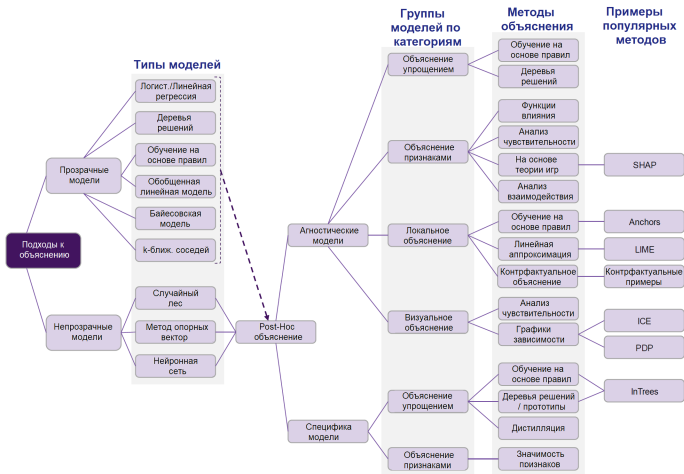 Типы моделей
Группы
моделей по
категориям
Методы
объяснения
Примеры
популярных
методов
Подходы к
объяснению
Прозрачные
модели
Непрозрачные
модели
Логист./Линейная
регрессия
Деревья
решений
Обучение на
основе правил
Обобщенная
линейная модель
Байесовская
модель
k-ближ. соседей
Случайный
лес
Метод опорных
вектор
Нейронная
сеть
Post-Hoc
объяснение
Агностические
модели
Специфика
модели
Объяснение
упрощением
Объяснение
признаками
Локальное
объяснение
Визуальное
объяснение
Объяснение
упрощением
Объяснение
признаками
Обучение на
основе правил
Деревья
решений
Функции
влияния
Анализ
чувствительности
На основе
теории игр
Анализ
взаимодействия
Обучение на
основе правил
Линейная
аппроксимация
Контрфактуальное
объяснение
Анализ
чувствительности
Графики
зависимости
Обучение на
основе правил
Деревья решений
/ прототипы
Дистилляция
Значимость
признаков
SHAP
Anchors
LIME
Контрфактуальные
примеры
ICE
PDP
InTrees